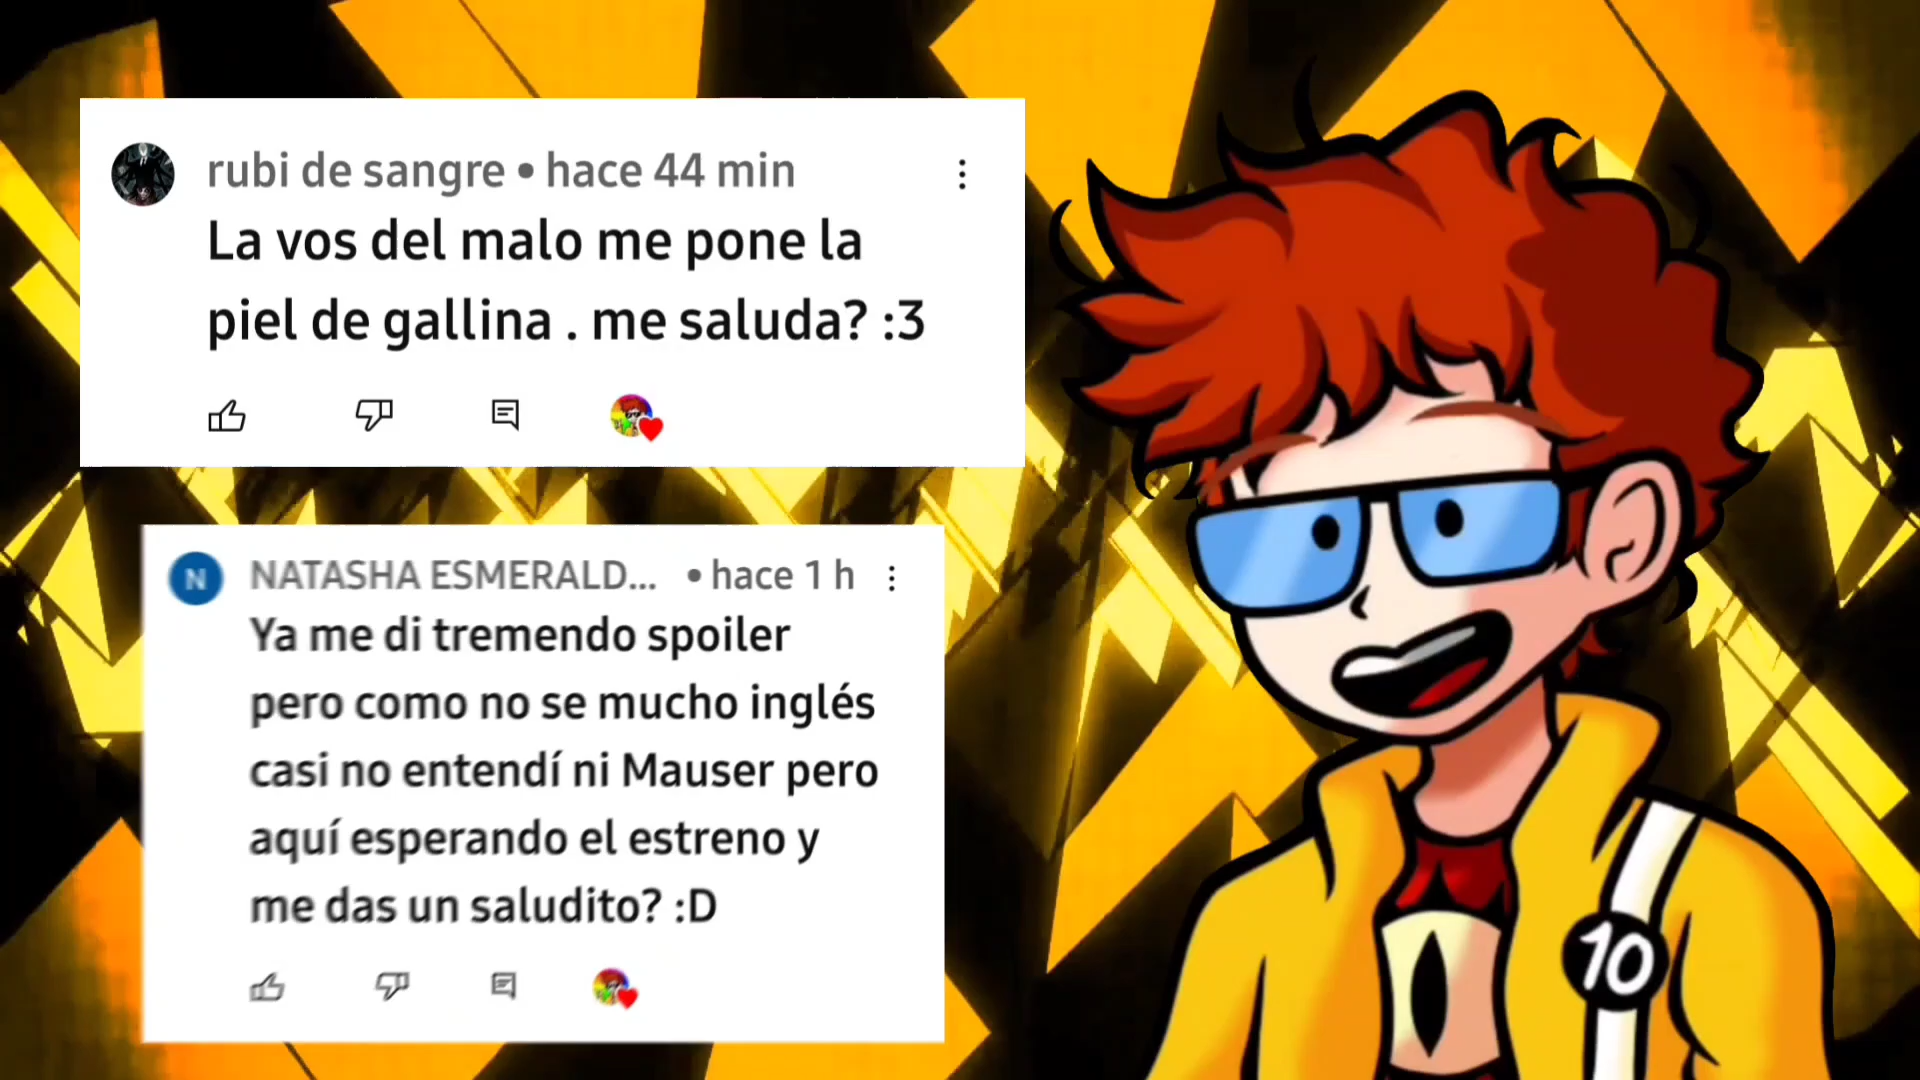 rubi de sangre • hace 44 min
La vos del malo me pone la
piel de gallina . me saluda? :3
N
NATASHA ESMERALD... • hace 1 h
Ya me di tremendo spoiler
pero como no se mucho inglés
casi no entendí ni Mauser pero
aquí esperando el estreno y
me das un saludito? :D
10